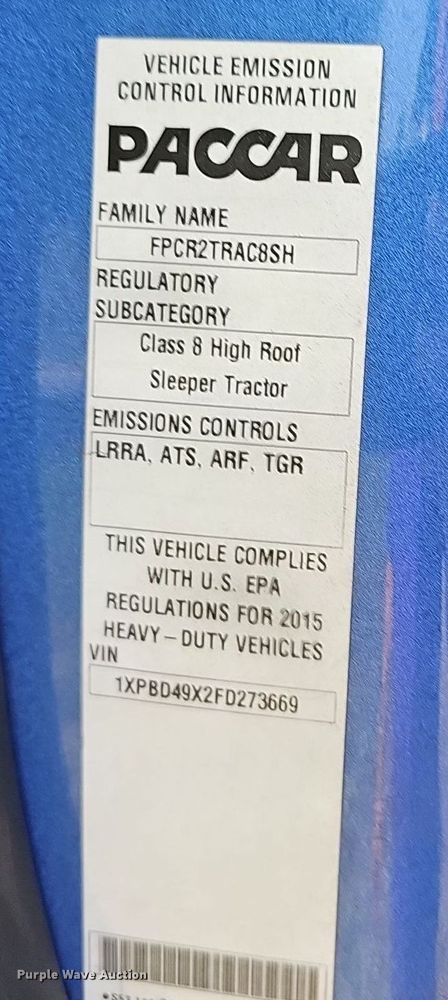 VEHICLE EMISSION
CONTROL INFORMATION
PACCAR
FAMILY NAME
FPCR2TRAC8SH
REGULATORY
SUBCATEGORY
Class 8 High Roof
Sleeper Tractor
EMISSIONS CONTROLS
LRRA, ATS, ARF, TGR
THIS VEHICLE COMPLIES
WITH U.S. EPA
REGULATIONS FOR 2015
HEAVY – DUTY VEHICLES
VIN
1XPBD49X2FD273669
Purple Wave Auction